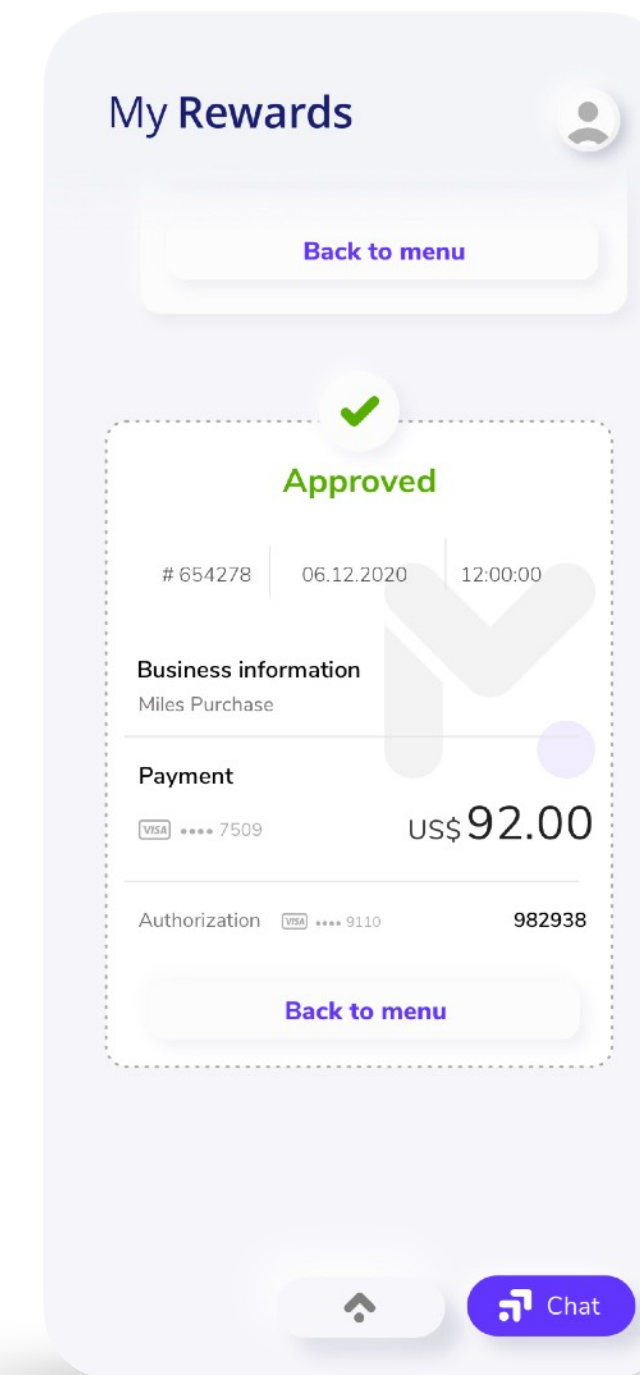 My Rewards
Back to menu
Approved
# 654278 06.12.2020 12:00:00
Business information
Miles Purchase
Payment
VISA •••• 7509 US$ 92.00
Authorization VISA •••• 9110 982938
Back to menu
Chat